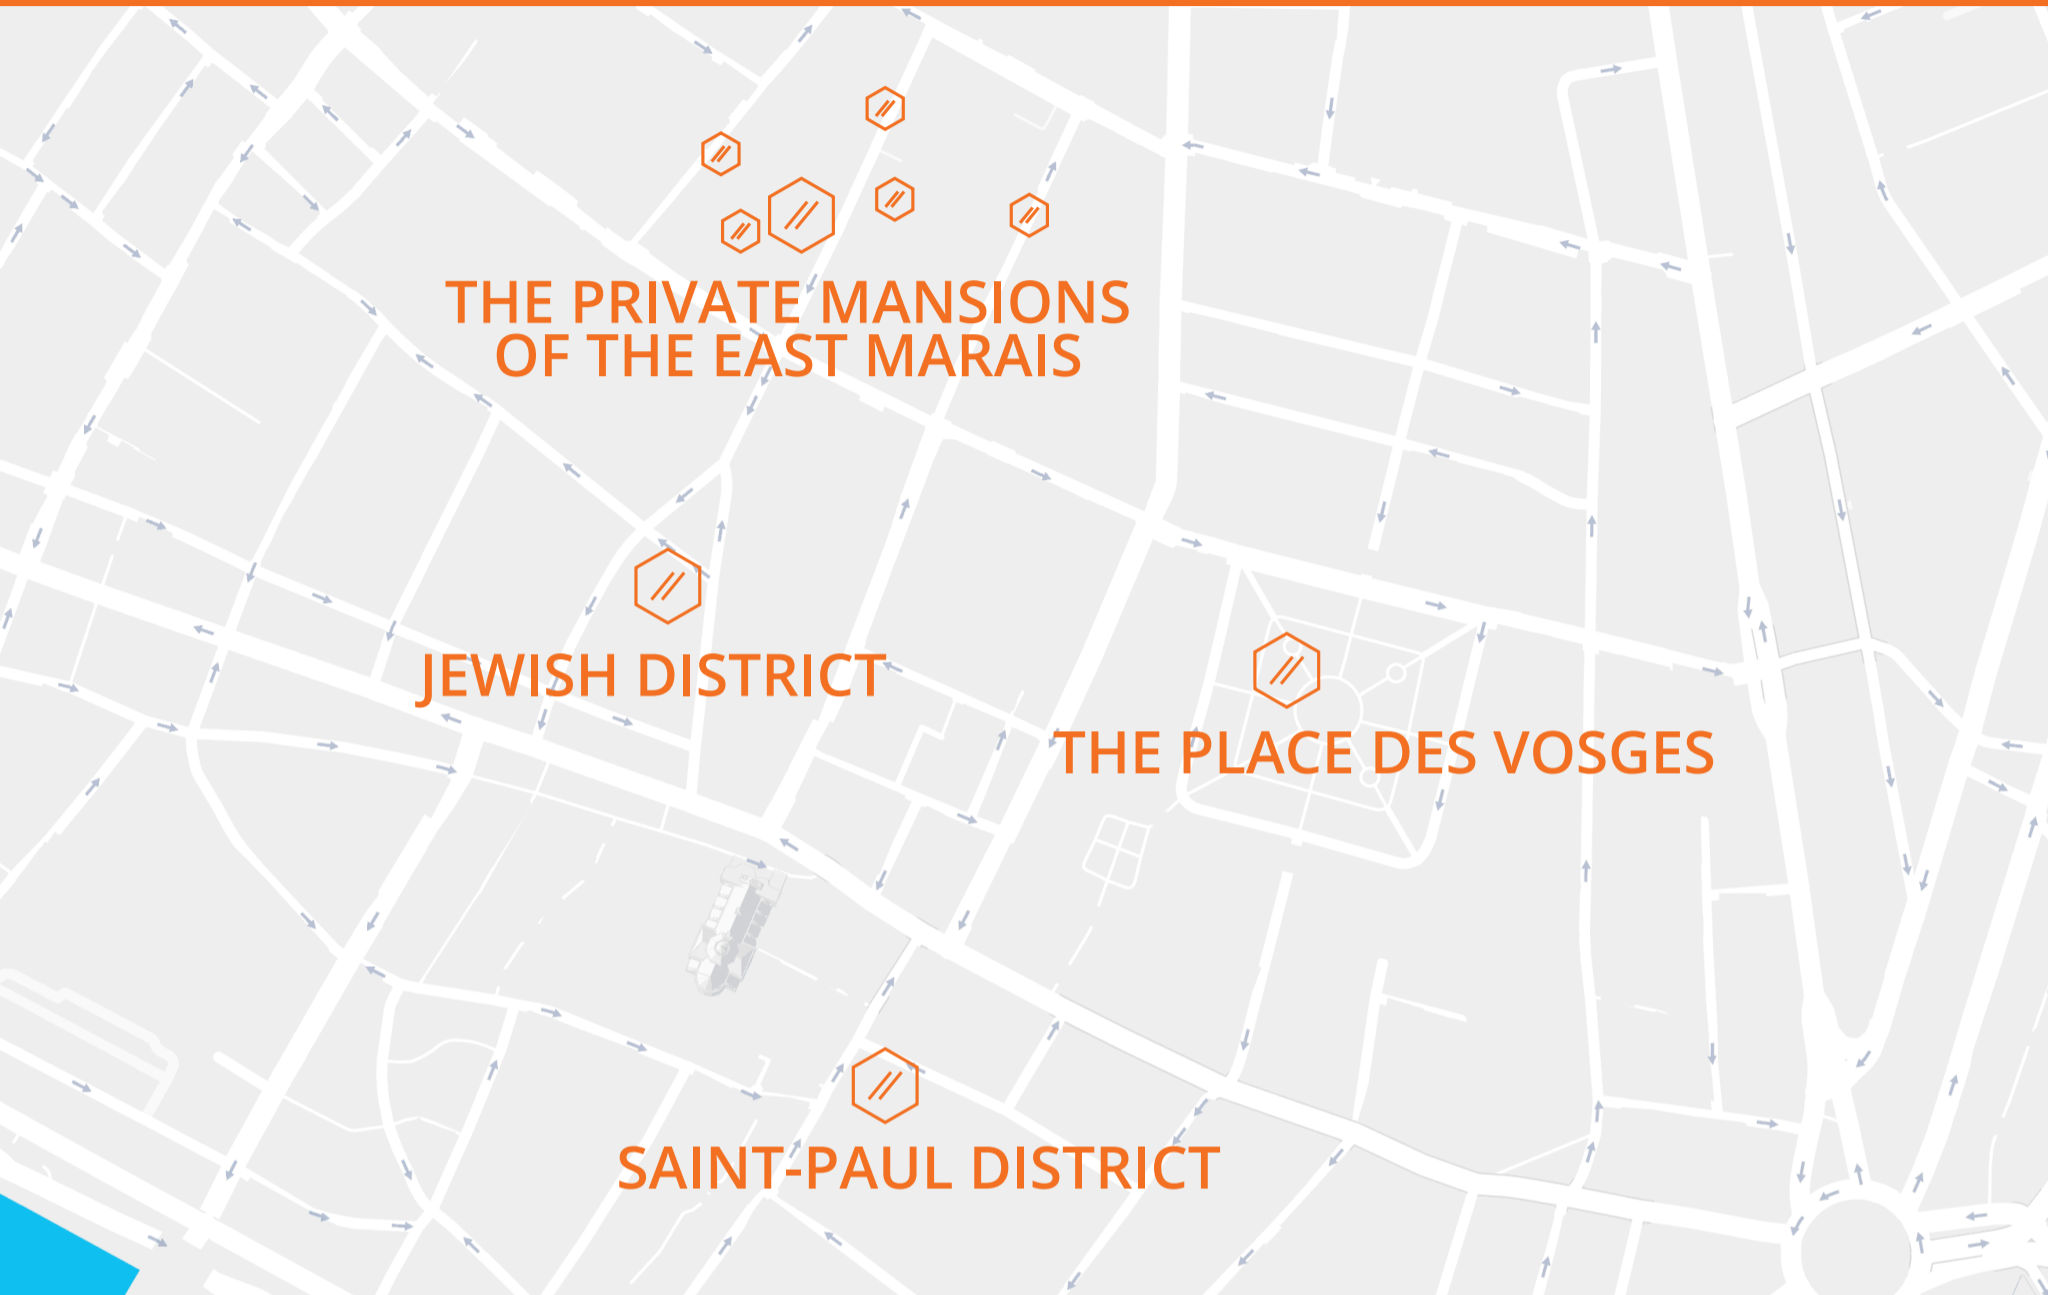 THE PRIVATE MANSIONS
OF THE EAST MARAIS
JEWISH DISTRICT
THE PLACE DES VOSGES
SAINT-PAUL DISTRICT